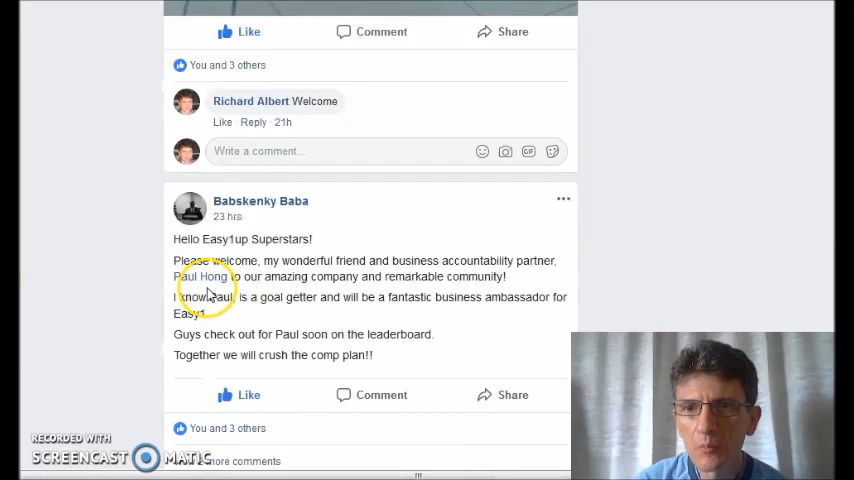 Like Comment Share
You and 3 others
Richard Albert Welcome
Like · Reply · 21h
Write a comment...
GIF
Babskenky Baba
23 hrs
Hello Easy1up Superstars!
Please welcome, my wonderful friend and business accountability partner,
Paul Hong to our amazing company and remarkable community!
I know Paul, is a goal getter and will be a fantastic business ambassador for
Easy1
Guys check out for Paul soon on the leaderboard.
Together we will crush the comp plan!!
Like Comment Share
You and 3 others
more comments
RECORDED WITH
SCREENCAST MATIC